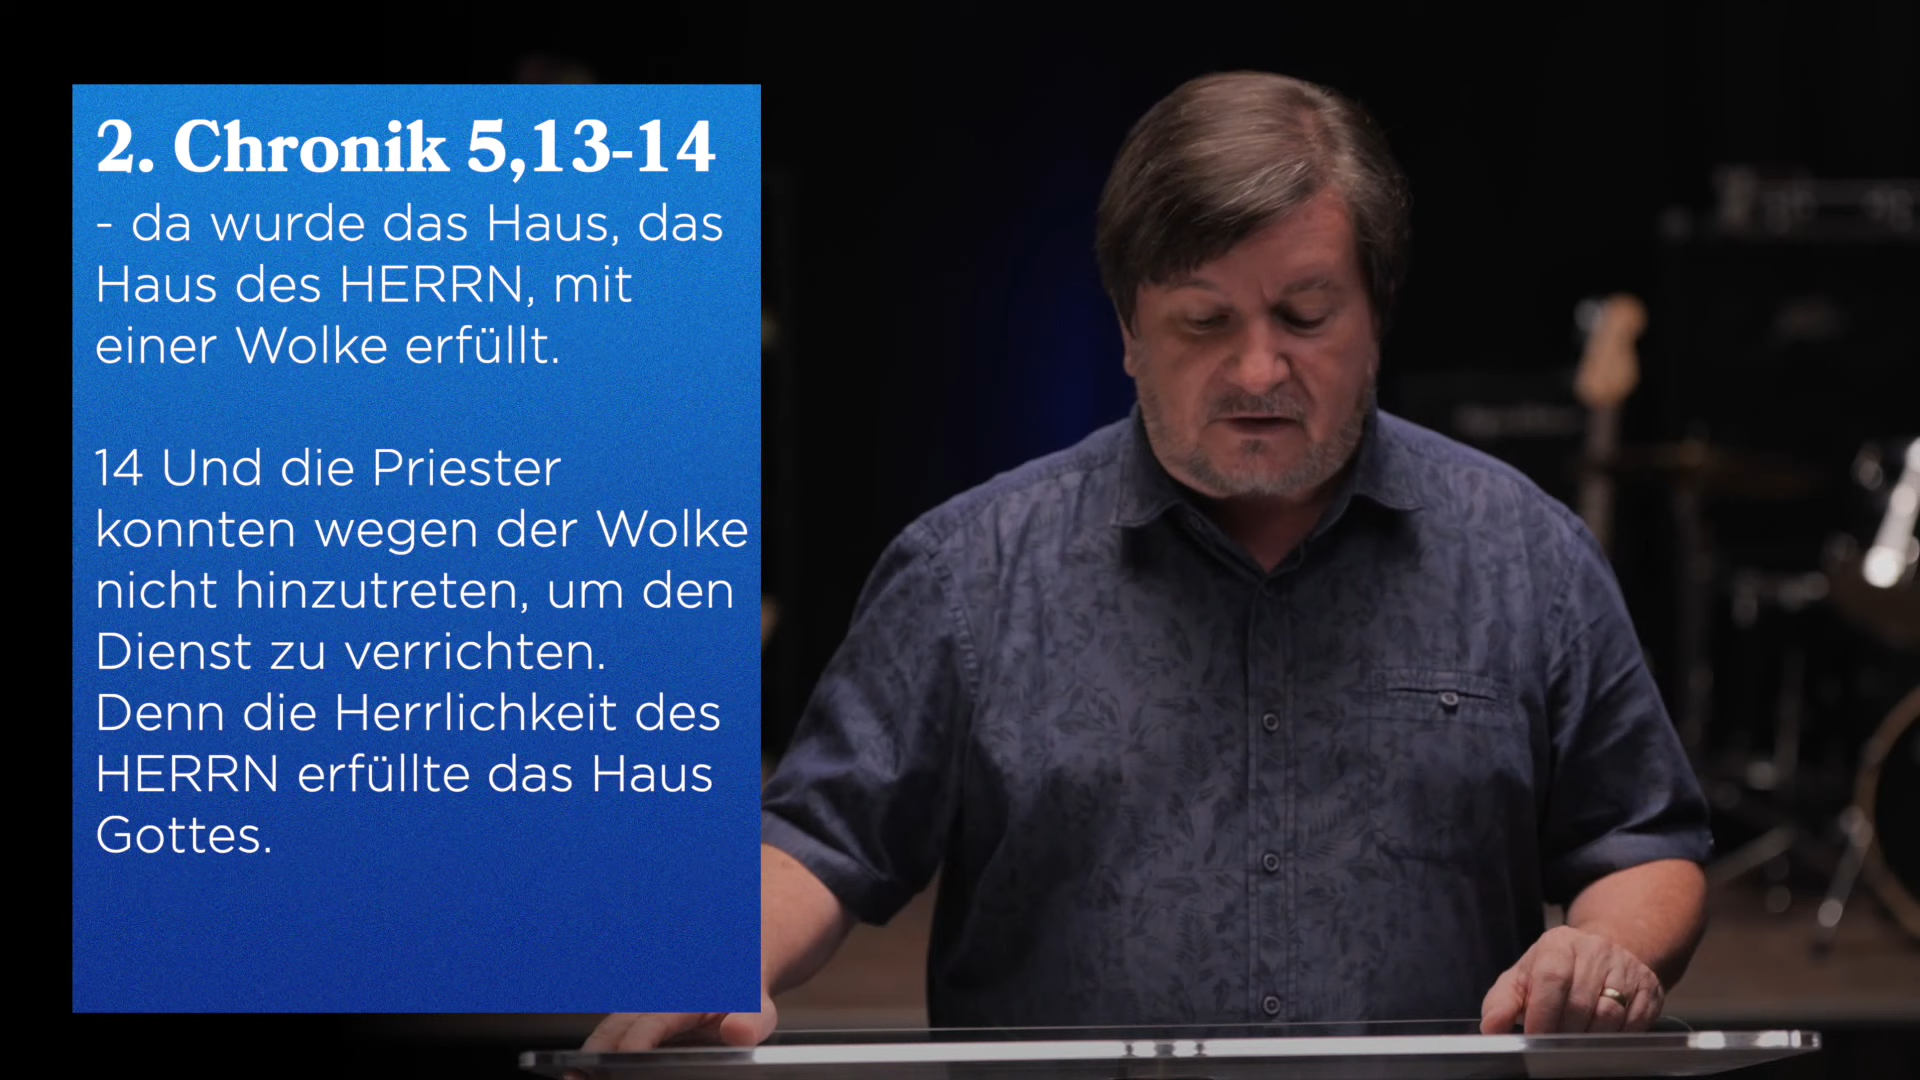 2. Chronik 5,13-14
- da wurde das Haus, das
Haus des HERRN, mit
einer Wolke erfüllt.
14 Und die Priester
konnten wegen der Wolke
nicht hinzutreten, um den
Dienst zu verrichten.
Denn die Herrlichkeit des
HERRN erfüllte das Haus
Gottes.